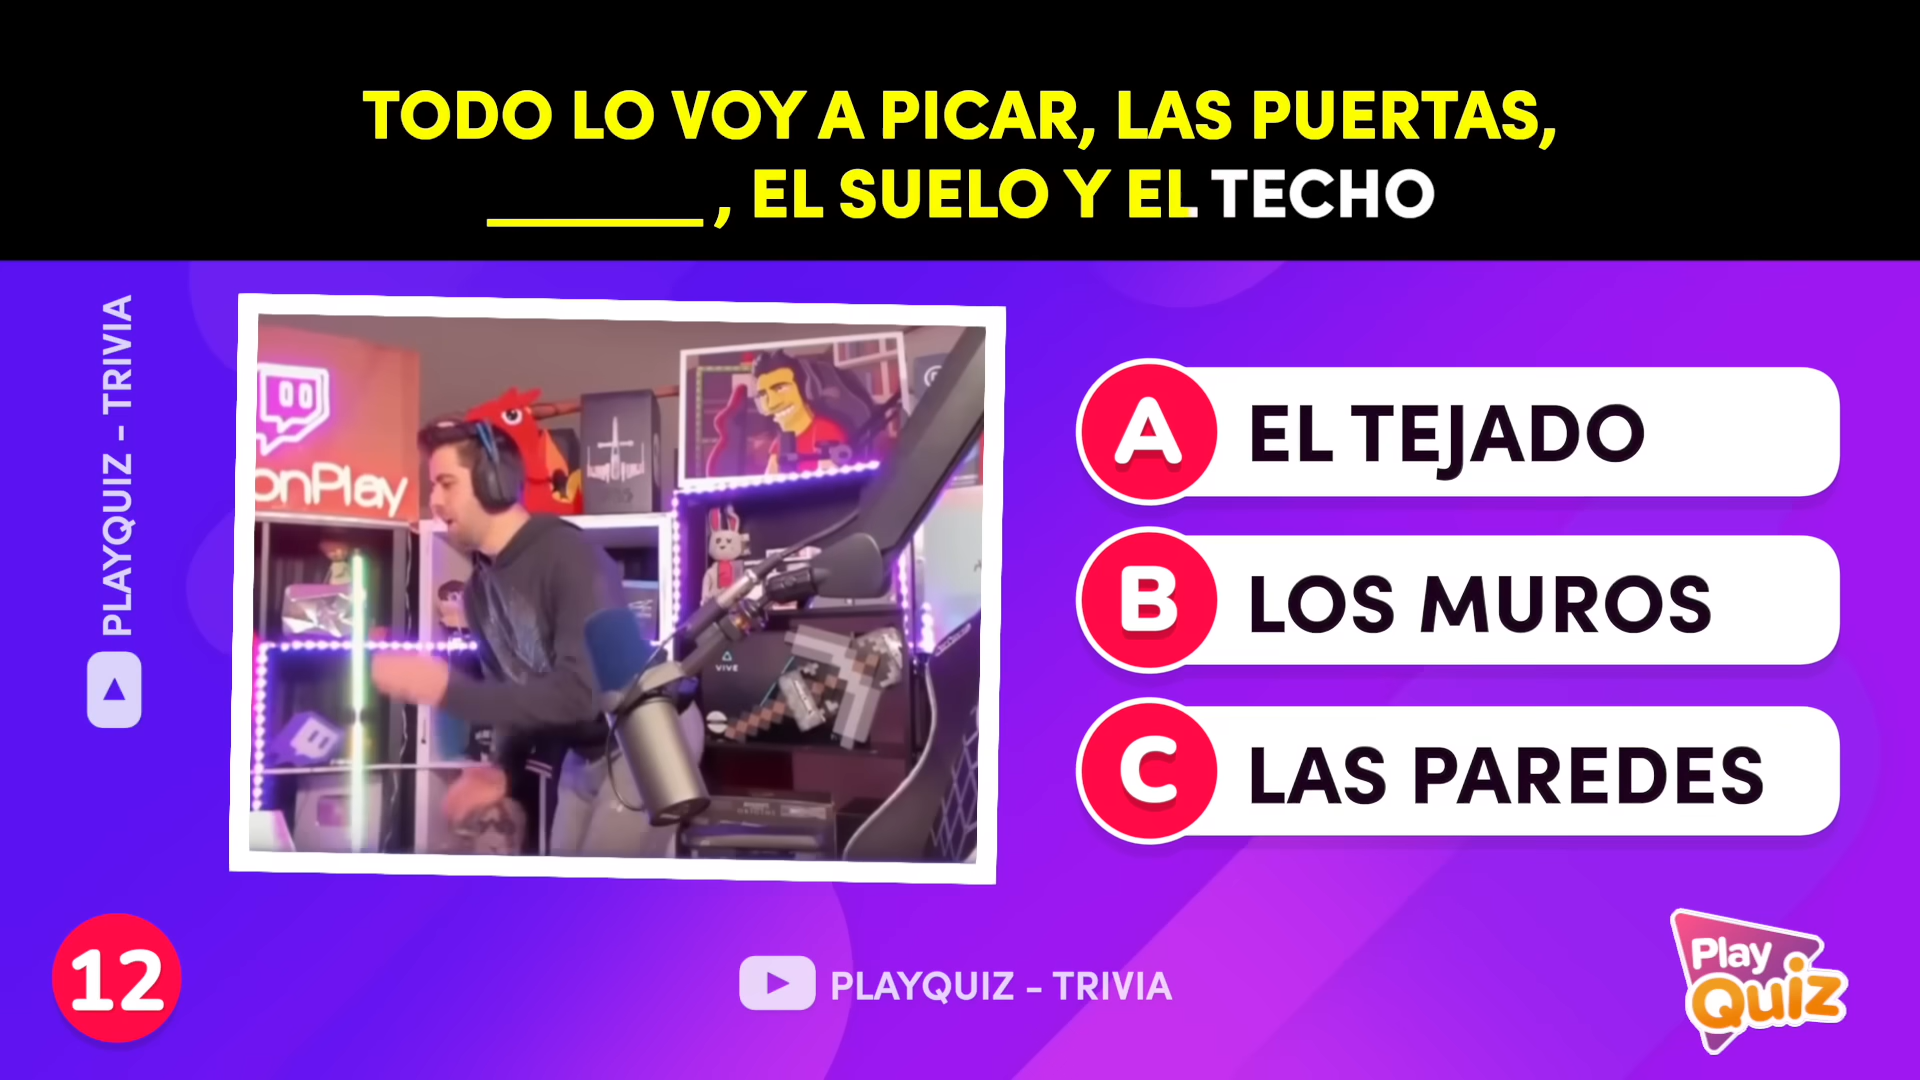 TODO LO VOY A PICAR, LAS PUERTAS,
______, EL SUELO Y EL TECHO
PLAYQUIZ - TRIVIA
onPlay
VIVE
A EL TEJADO
B LOS MUROS
C LAS PAREDES
12
PLAYQUIZ - TRIVIA
Play
Quiz